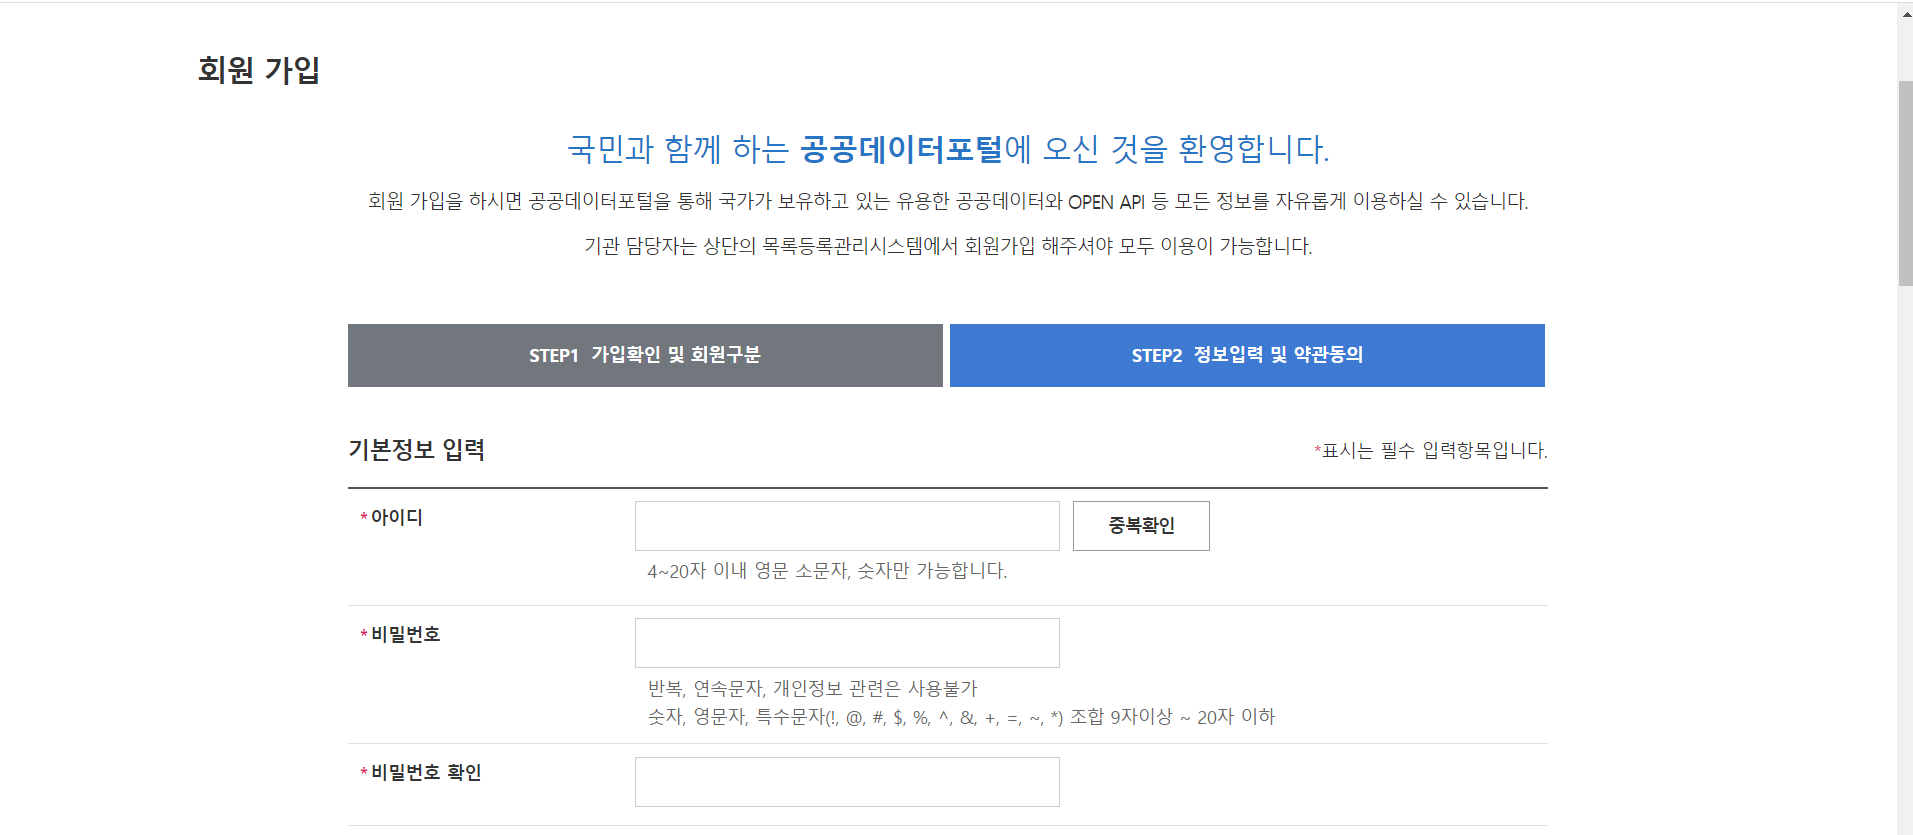 회원 가입
국민과 함께 하는 공공데이터포털에 오신 것을 환영합니다.
회원 가입을 하시면 공공데이터포털을 통해 국가가 보유하고 있는 유용한 공공데이터와 OPEN API 등 모든 정보를 자유롭게 이용하실 수 있습니다.
기관 담당자는 상단의 목록등록관리시스템에서 회원가입 해주셔야 모두 이용이 가능합니다.
STEP1 가입확인 및 회원구분
STEP2 정보입력 및 약관동의
기본정보 입력
*표시는 필수 입력항목입니다.
*아이디
중복확인
4~20자 이내 영문 소문자, 숫자만 가능합니다.
*비밀번호
반복, 연속문자, 개인정보 관련은 사용불가
숫자, 영문자, 특수문자(!, @, #, $, %, ^, &, +, =, ~, *) 조합 9자이상 ~ 20자 이하
*비밀번호 확인